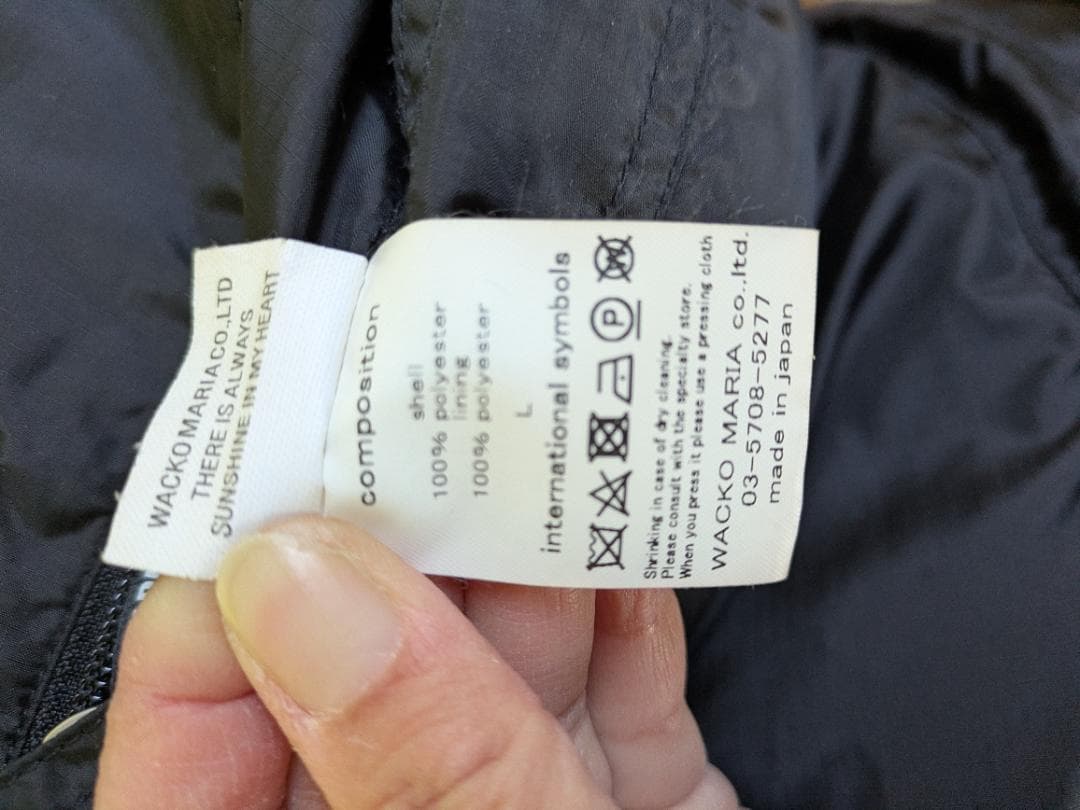 WACKO MARIA CO.,LTD
THERE IS ALWAYS
SUNSHINE IN MY HEART
composition
shell
100% polyester
lining
100% polyester
L
international symbols
P
W
Shrinking in case of dry cleaning.
Please consult with the specialty store.
When you press it please use a pressing cloth
WACKO MARIA co.,ltd.
03-5708-5277
made in japan